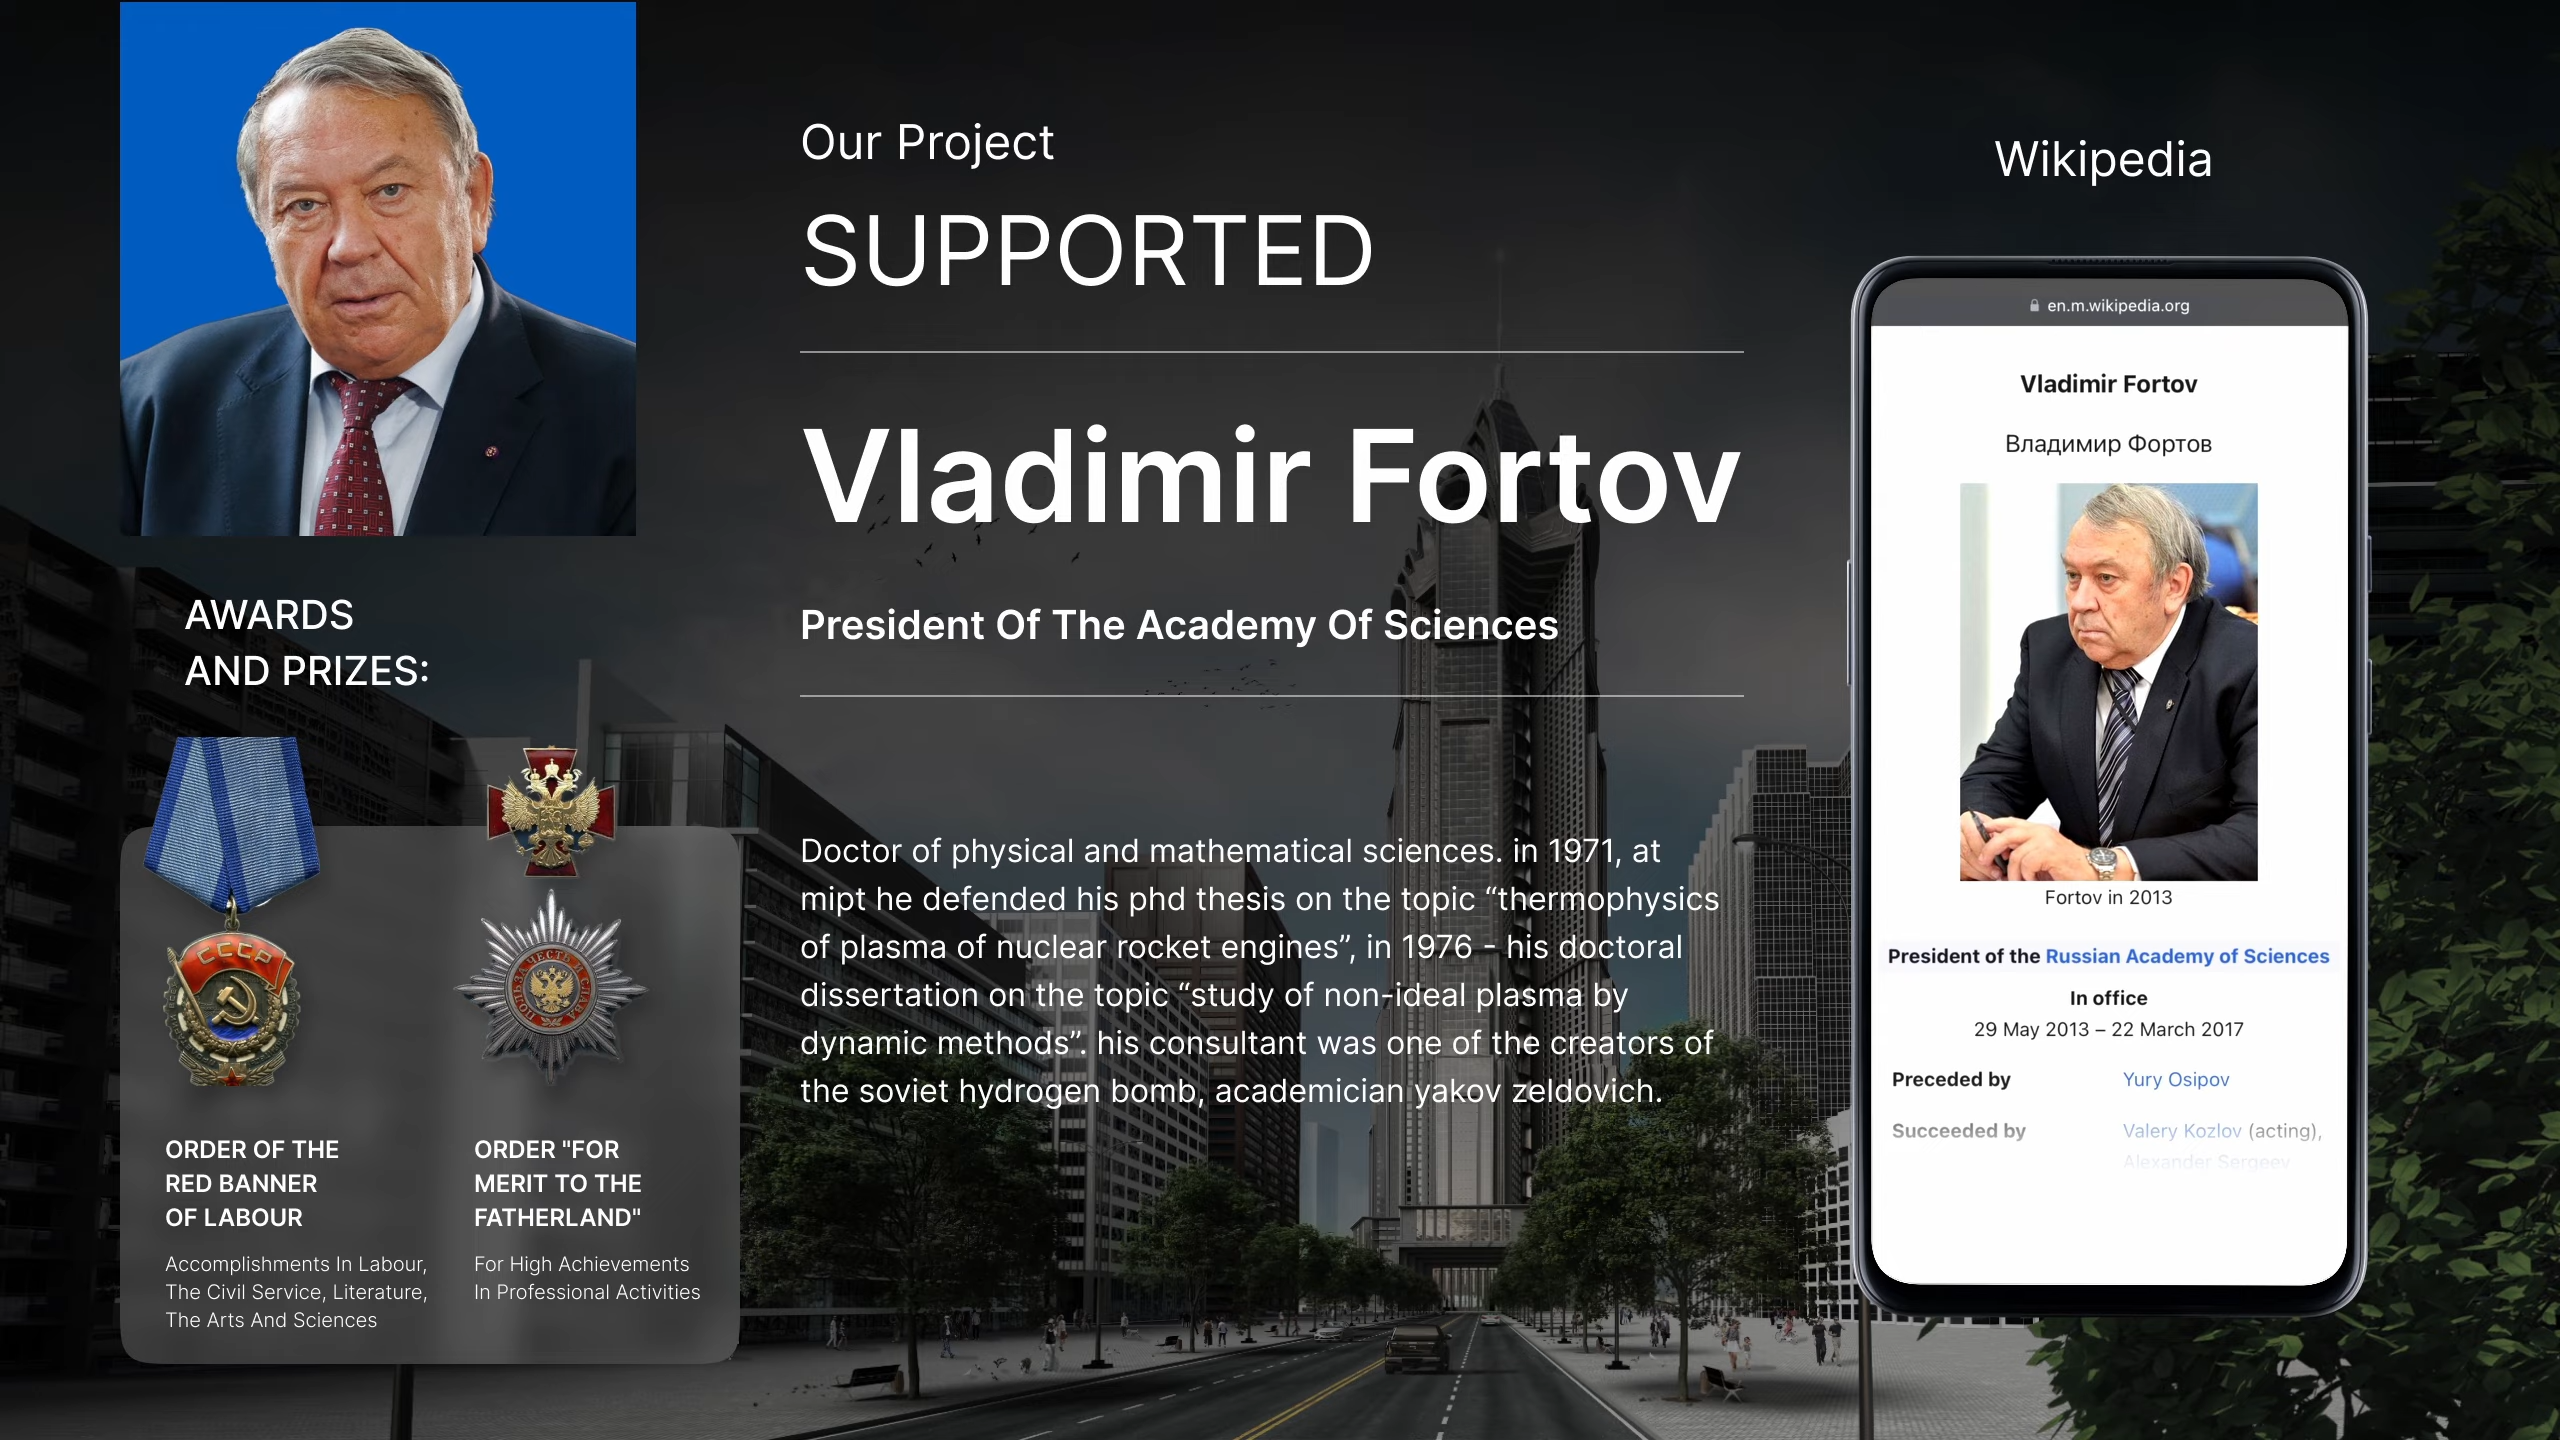 Our Project
SUPPORTED
Vladimir Fortov
President Of The Academy Of Sciences
Doctor of physical and mathematical sciences. in 1971, at
mipt he defended his phd thesis on the topic “thermophysics
of plasma of nuclear rocket engines”, in 1976 - his doctoral
dissertation on the topic “study of non-ideal plasma by
dynamic methods”. his consultant was one of the creators of
the soviet hydrogen bomb, academician yakov zeldovich.
AWARDS
AND PRIZES:
СССР
ПОЛЬЗА ЧЕСТЬ И СЛАВА
ORDER OF THE
RED BANNER
OF LABOUR
Accomplishments In Labour,
The Civil Service, Literature,
The Arts And Sciences
ORDER "FOR
MERIT TO THE
FATHERLAND"
For High Achievements
In Professional Activities
Wikipedia
en.m.wikipedia.org
Vladimir Fortov
Владимир Фортов
Fortov in 2013
President of the Russian Academy of Sciences
In office
29 May 2013 – 22 March 2017
Preceded by Yury Osipov
Succeeded by Valery Kozlov (acting),
Alexander Sergeev